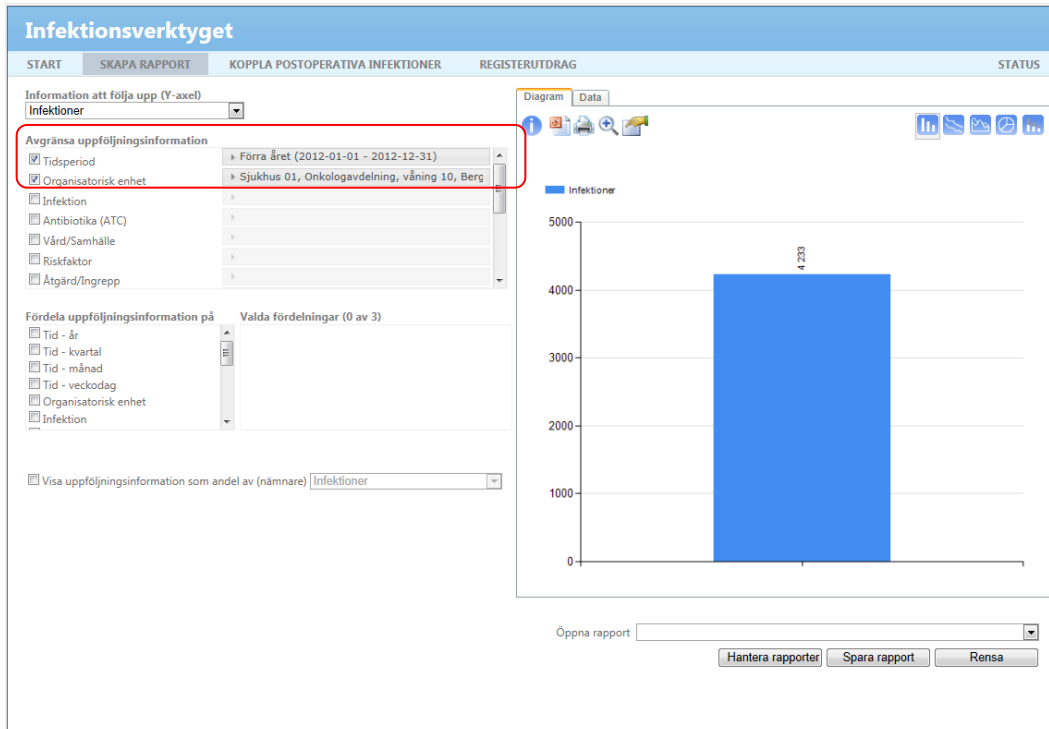 Infektionsverktyget
START SKAPA RAPPORT KOPPLA POSTOPERATIVA INFEKTIONER REGISTERUTDRAG STATUS
Information att följa upp (Y-axel)
Infektioner
Avgränsa uppföljningsinformation
Tidsperiod Förra året (2012-01-01 - 2012-12-31)
Organisatorisk enhet Sjukhus 01, Onkologavdelning, våning 10, Berg
Infektion
Antibiotika (ATC)
Vård/Samhälle
Riskfaktor
Åtgärd/Ingrepp
Fördela uppföljningsinformation på Valda fördelningar (0 av 3)
Tid - år
Tid - kvartal
Tid - månad
Tid - veckodag
Organisatorisk enhet
Infektion
Visa uppföljningsinformation som andel av (nämnare) Infektioner
Diagram Data
Infektioner
5000
4000
3000
2000
1000
0
4 233
Öppna rapport
Hantera rapporter Spara rapport Rensa